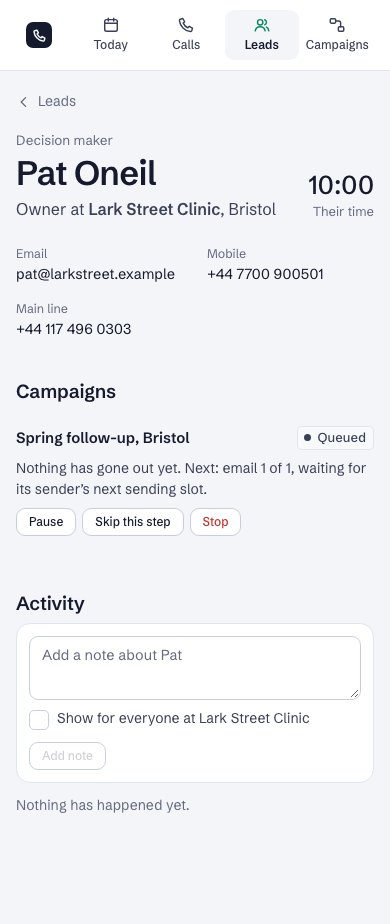 Today
Calls
Leads
Campaigns
Leads
Decision maker
Pat Oneil
Owner at Lark Street Clinic, Bristol
10:00
Their time
Email
pat@larkstreet.example
Mobile
+44 7700 900501
Main line
+44 117 496 0303
Campaigns
Spring follow-up, Bristol
Queued
Nothing has gone out yet. Next: email 1 of 1, waiting for
its sender’s next sending slot.
Pause
Skip this step
Stop
Activity
Add a note about Pat
Show for everyone at Lark Street Clinic
Add note
Nothing has happened yet.